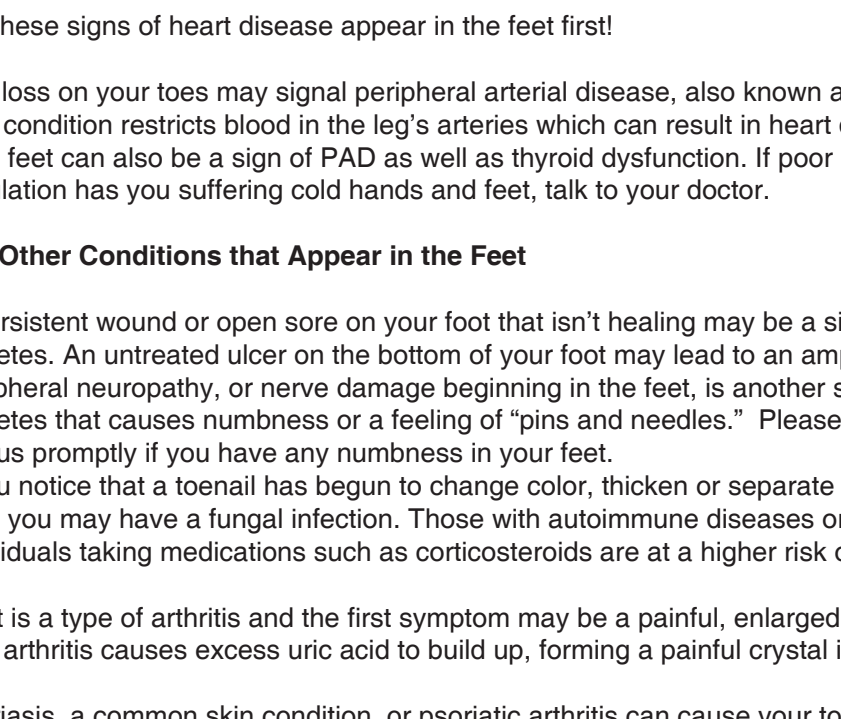 hese signs of heart disease appear in the feet first!
loss on your toes may signal peripheral arterial disease, also known a
condition restricts blood in the leg's arteries which can result in heart
feet can also be a sign of PAD as well as thyroid dysfunction. If poor
lation has you suffering cold hands and feet, talk to your doctor.
Other Conditions that Appear in the Feet
rsistent wound or open sore on your foot that isn't healing may be a si
etes. An untreated ulcer on the bottom of your foot may lead to an amp
pheral neuropathy, or nerve damage beginning in the feet, is another s
etes that causes numbness or a feeling of “pins and needles.”  Please
us promptly if you have any numbness in your feet.
u notice that a toenail has begun to change color, thicken or separate
you may have a fungal infection. Those with autoimmune diseases or
iduals taking medications such as corticosteroids are at a higher risk
t is a type of arthritis and the first symptom may be a painful, enlarged
arthritis causes excess uric acid to build up, forming a painful crystal i
riasis, a common skin condition, or psoriatic arthritis can cause your to